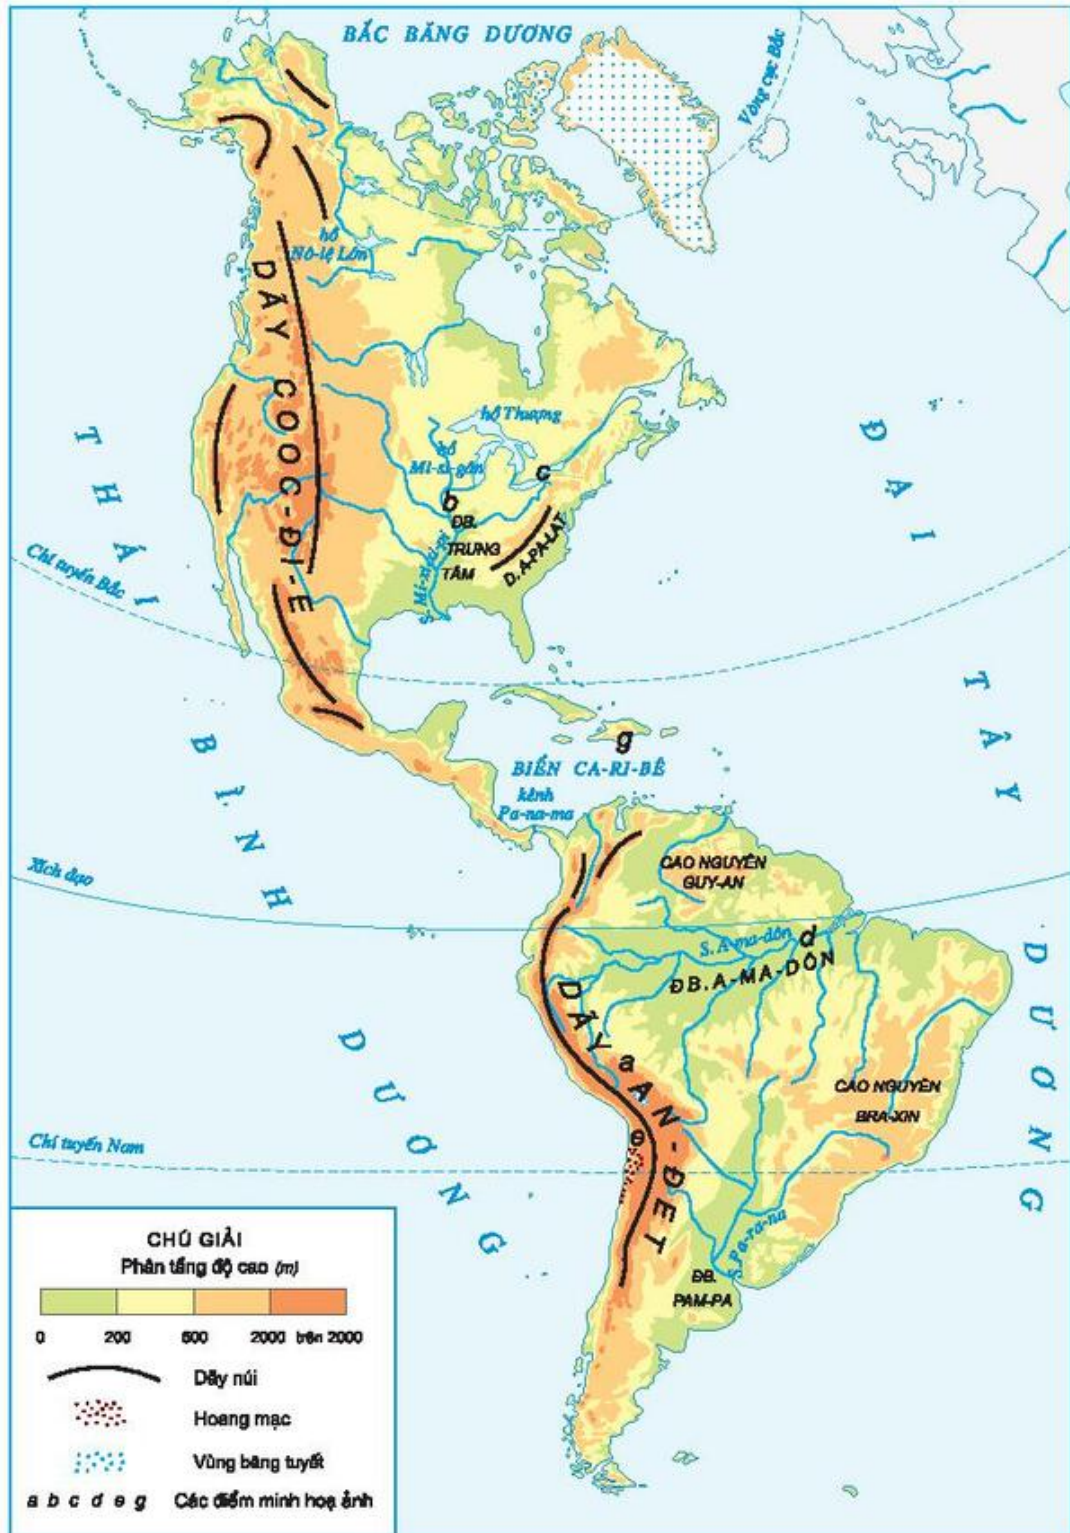 BẮC BĂNG DƯƠNG
Vòng cực Bắc
hồ
Nô-lệ Lớn
DÃY COOC-ĐI-E
hồ Thượng
hồ
Mi-si-gân
c
b
ĐB.
TRUNG
TÂM
S. Mi-xi-xi-pi
D. A-PA-LAT
THÁI BÌNH DƯƠNG
ĐẠI TÂY DƯƠNG
Chí tuyến Bắc
g
BIỂN CA-RI-BÊ
kênh
Pa-na-ma
Xích đạo
CAO NGUYÊN
GUY-AN
S. A-ma-dôn
d
ĐB. A-MA-DÔN
DÃY AN-ĐET
a
CAO NGUYÊN
BRA-XIN
e
Chí tuyến Nam
S. Pa-ra-na
ĐB.
PAM-PA
CHÚ GIẢI
Phân tầng độ cao (m)
0 200 500 2000 trên 2000
Dãy núi
Hoang mạc
Vùng băng tuyết
a b c d e g Các điểm minh hoạ ảnh